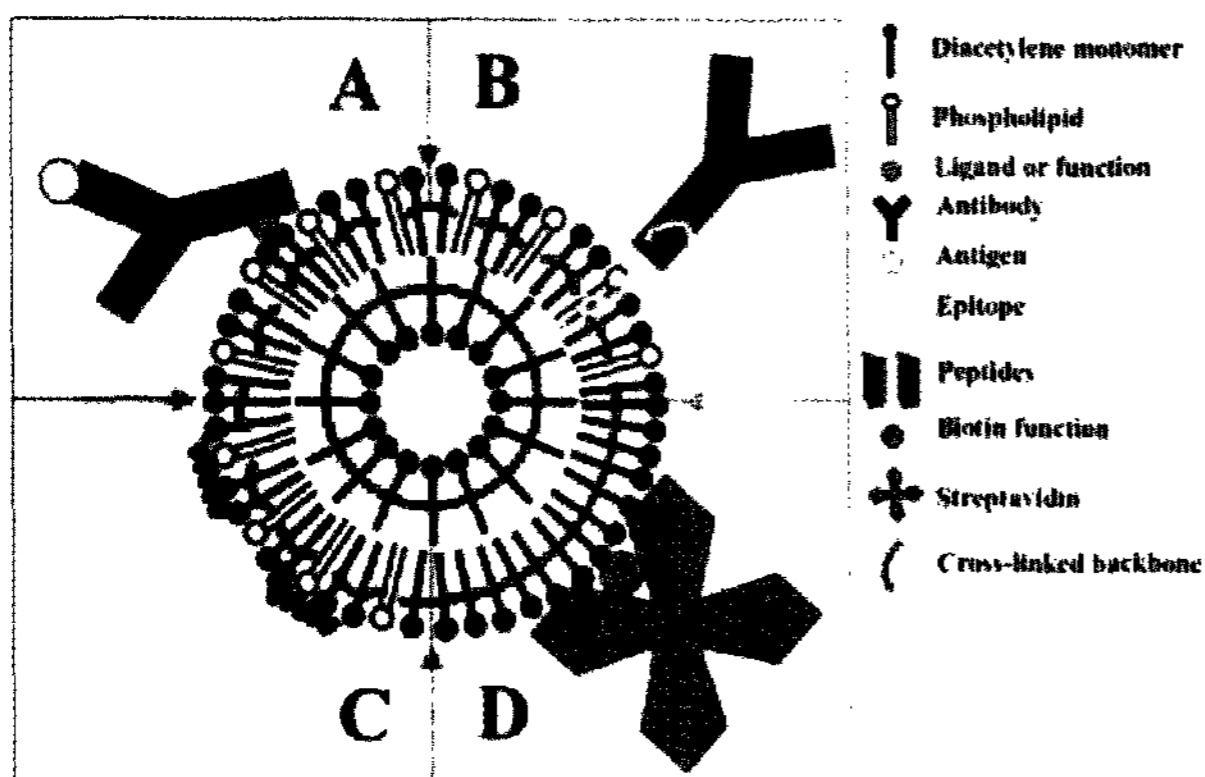 A B
C D
Diacetylene monomer
Phospholipid
Ligand or function
Antibody
Antigen
Epitope
Peptides
Biotin function
Streptavidin
Cross-linked backbone